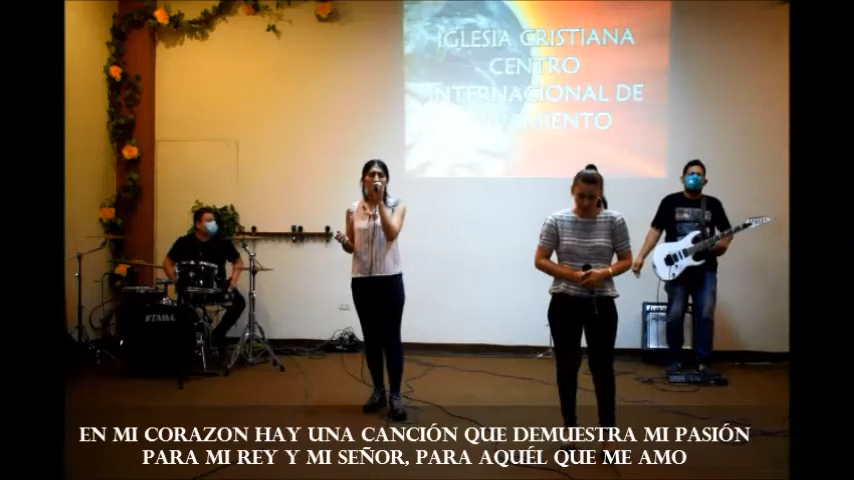 IGLESIA CRISTIANA
CENTRO
INTERNACIONAL DE
TAMA
EN MI CORAZON HAY UNA CANCIÓN QUE DEMUESTRA MI PASIÓN
PARA MI REY Y MI SEÑOR, PARA AQUÉL QUE ME AMO